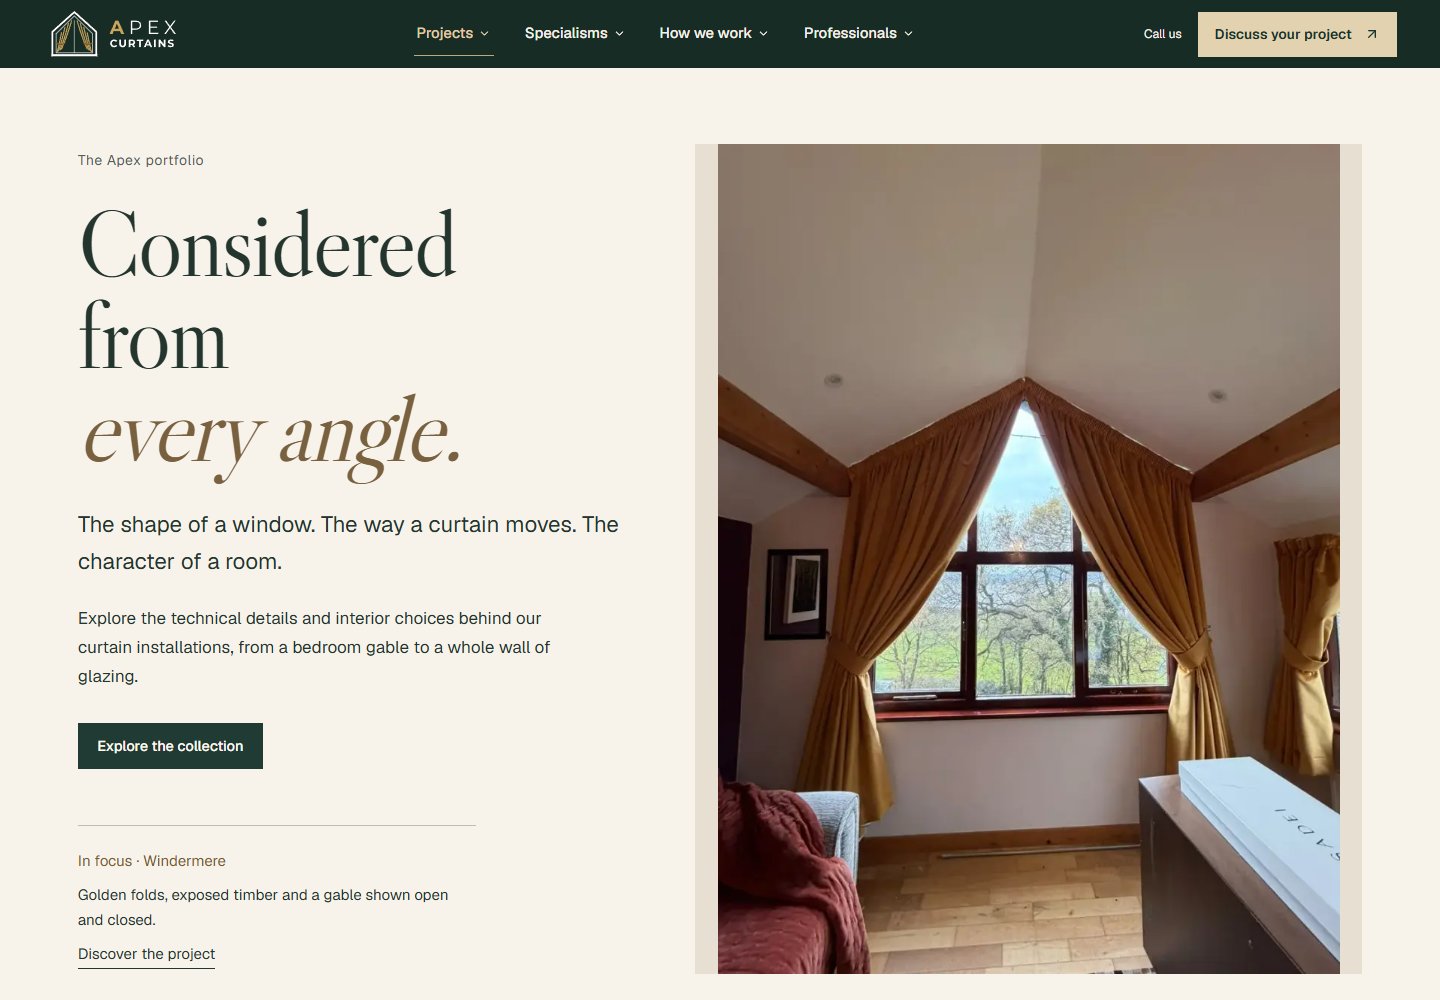 APEX
CURTAINS
Projects
Specialisms
How we work
Professionals
Call us
Discuss your project
The Apex portfolio
Considered
from
every angle.
The shape of a window. The way a curtain moves. The
character of a room.
Explore the technical details and interior choices behind our
curtain installations, from a bedroom gable to a whole wall of
glazing.
Explore the collection
In focus · Windermere
Golden folds, exposed timber and a gable shown open
and closed.
Discover the project